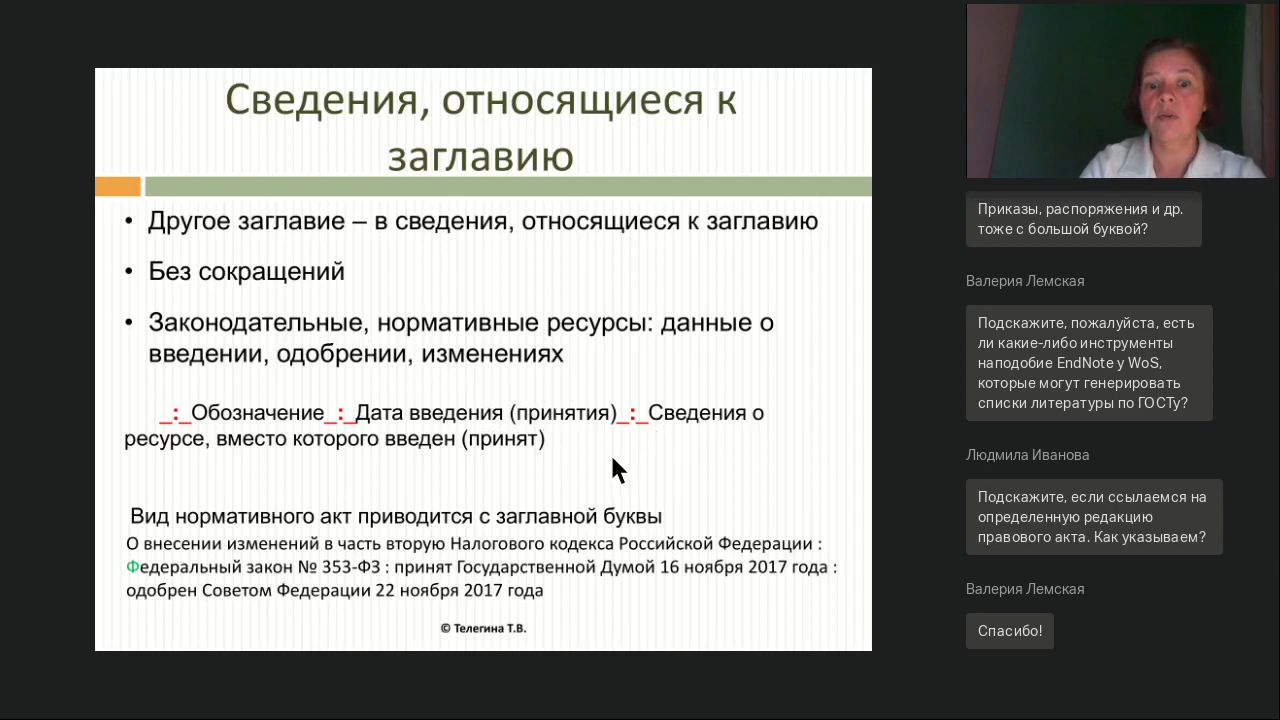 Сведения, относящиеся к
заглавию
• Другое заглавие – в сведения, относящиеся к заглавию
• Без сокращений
• Законодательные, нормативные ресурсы: данные о
введении, одобрении, изменениях
_:_Обозначение_:_Дата введения (принятия)_:_Сведения о
ресурсе, вместо которого введен (принят)
Вид нормативного акт приводится с заглавной буквы
О внесении изменений в часть вторую Налогового кодекса Российской Федерации :
Федеральный закон № 353-ФЗ : принят Государственной Думой 16 ноября 2017 года :
одобрен Советом Федерации 22 ноября 2017 года
© Телегина Т.В.
Приказы, распоряжения и др.
тоже с большой буквой?
Валерия Лемская
Подскажите, пожалуйста, есть
ли какие-либо инструменты
наподобие EndNote у WoS,
которые могут генерировать
списки литературы по ГОСТу?
Людмила Иванова
Подскажите, если ссылаемся на
определенную редакцию
правового акта. Как указываем?
Валерия Лемская
Спасибо!